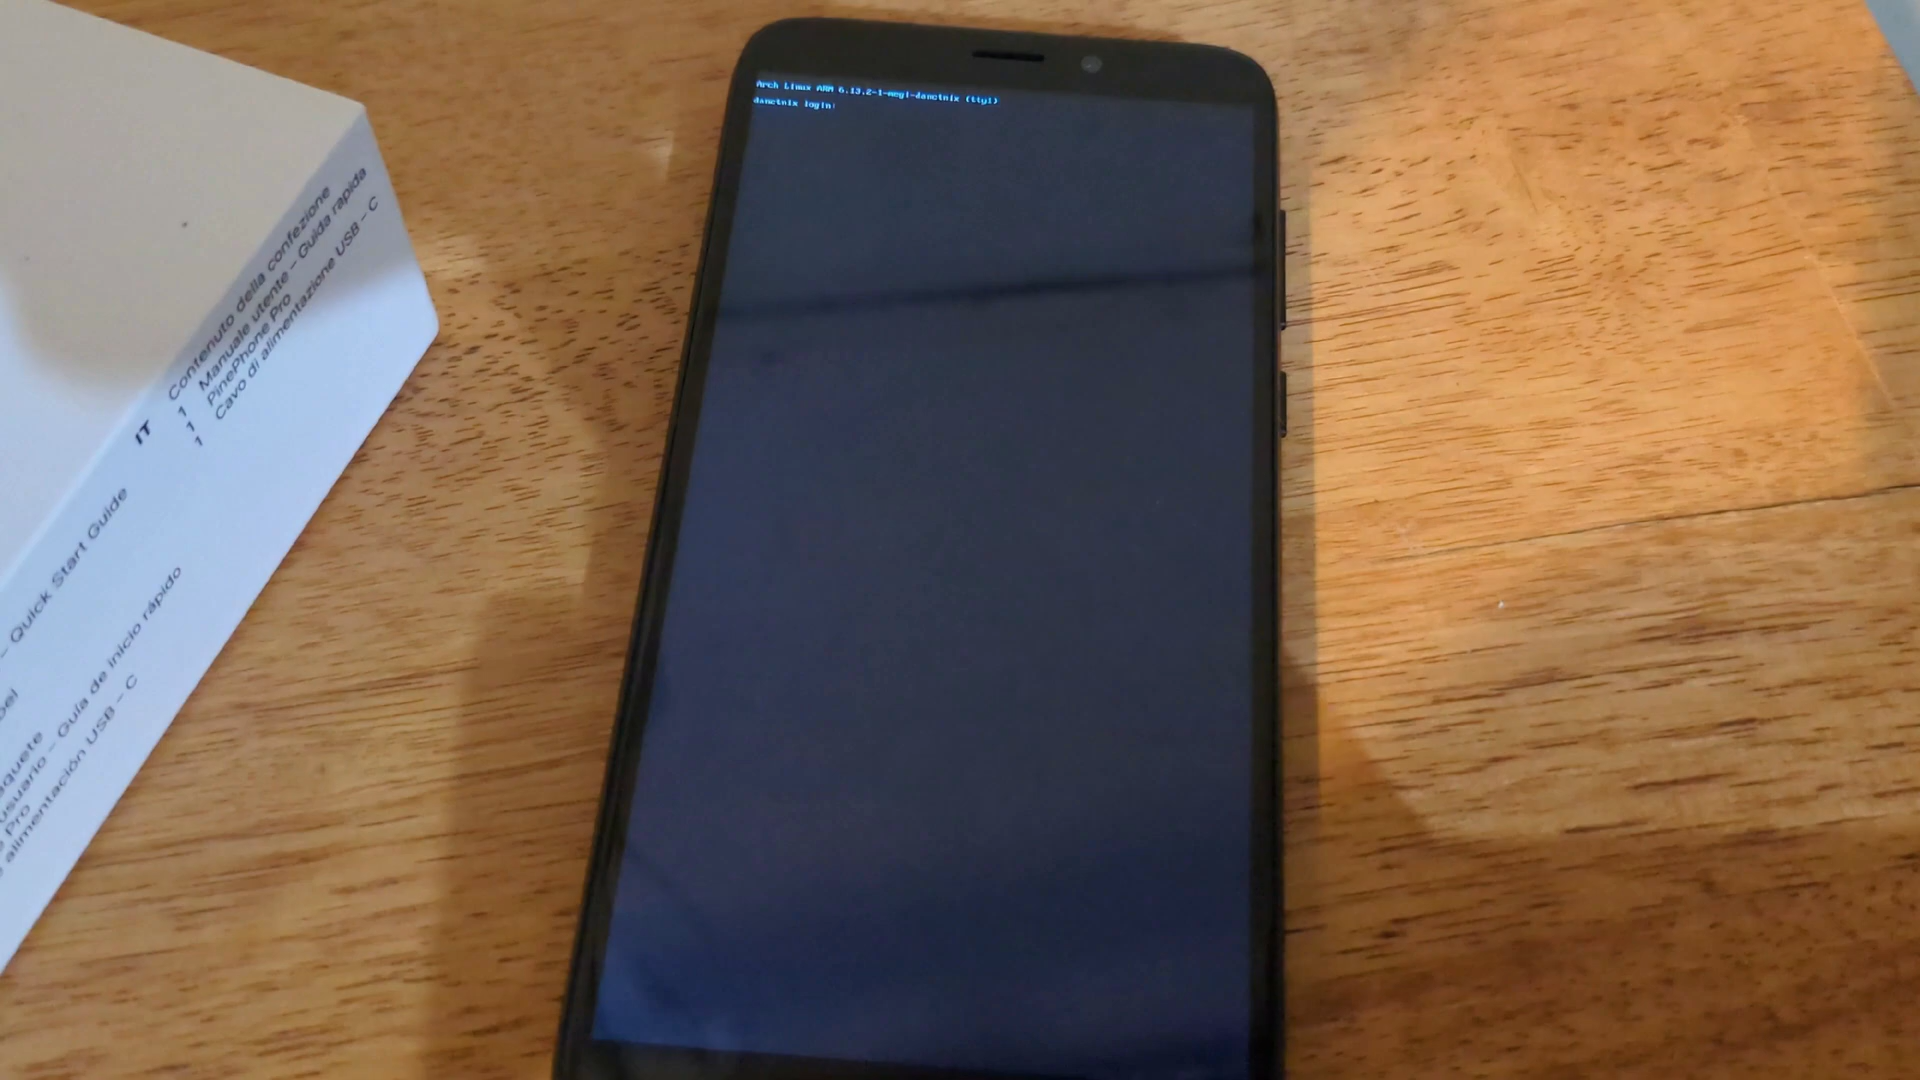 Arch Linux ARM 6.13.2-1-megi-danctnix (tty1)
danctnix login:
IT Contenuto della confezione
1 Manuale utente – Guida rapida
1 PinePhone Pro
1 Cavo di alimentazione USB – C
– Quick Start Guide
usuario – Guía de inicio rápido
Pro
alimentación USB – C